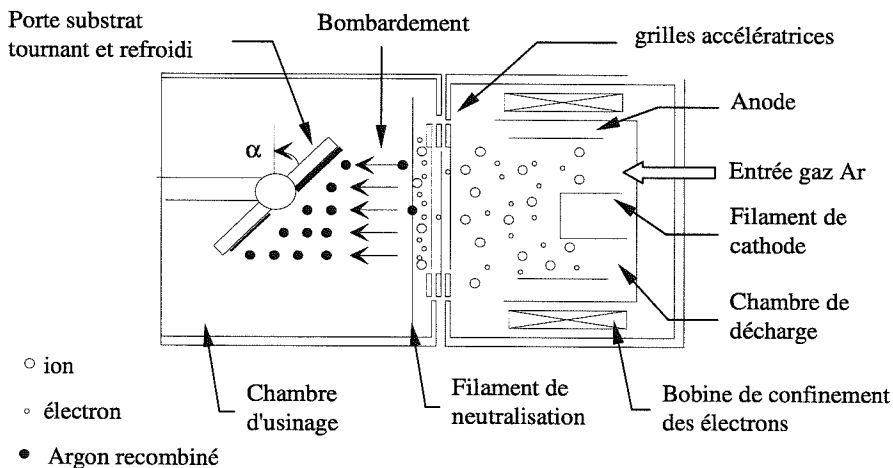 Porte substrat
tournant et refroidi
Bombardement
grilles accélératrices
Anode
α
Entrée gaz Ar
Filament de
cathode
Chambre de
décharge
ion
électron
Argon recombiné
Chambre
d'usinage
Filament de
neutralisation
Bobine de confinement
des électrons